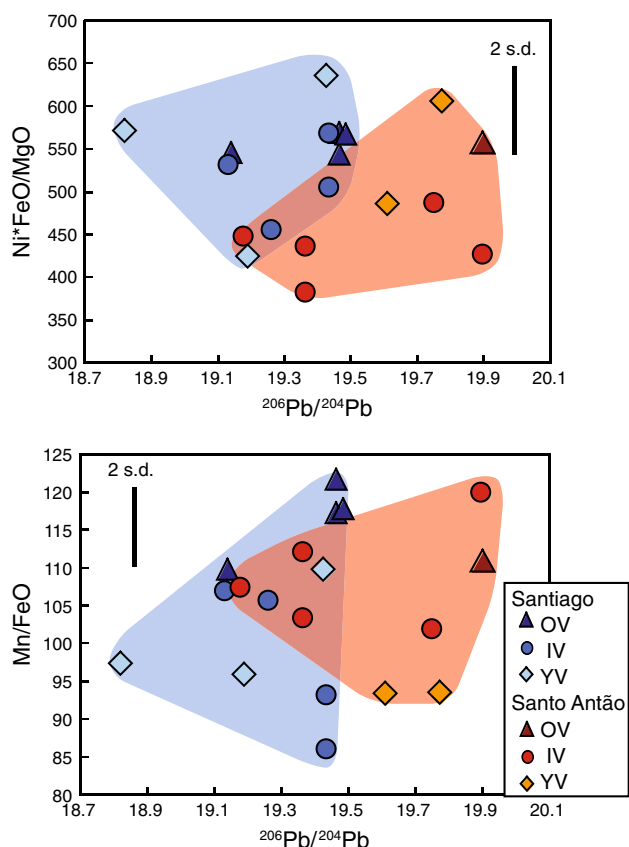 700
650
600
550
500
450
400
350
300
Ni*FeO/MgO
2 s.d.
18.7 18.9 19.1 19.3 19.5 19.7 19.9 20.1
²⁰⁶Pb/²⁰⁴Pb
125
120
115
110
105
100
95
90
85
80
Mn/FeO
2 s.d.
Santiago
OV
IV
YV
Santo Antão
OV
IV
YV
18.7 18.9 19.1 19.3 19.5 19.7 19.9 20.1
²⁰⁶Pb/²⁰⁴Pb